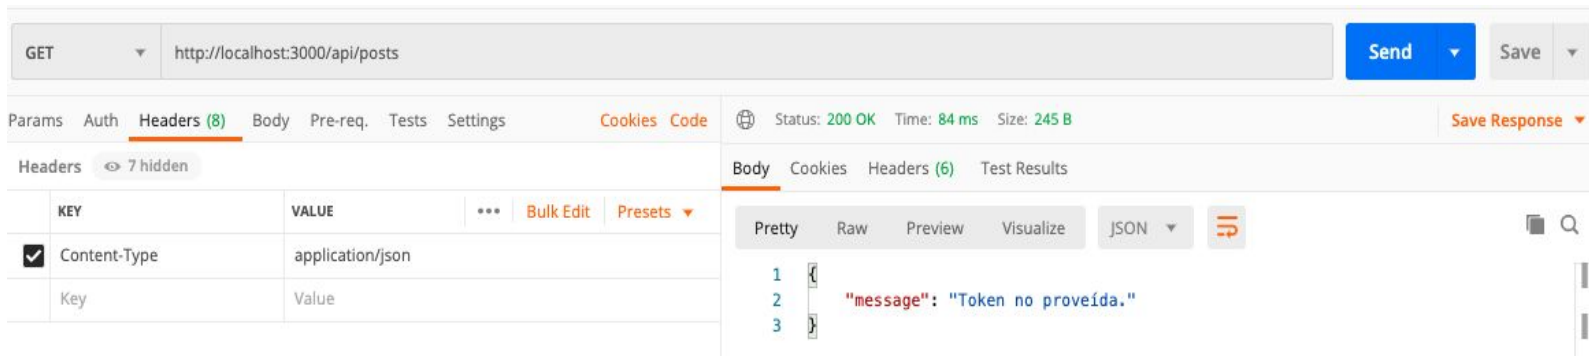 GET http://localhost:3000/api/posts Send Save
Params Auth Headers (8) Body Pre-req. Tests Settings Cookies Code
Status: 200 OK Time: 84 ms Size: 245 B Save Response
Headers 7 hidden
Body Cookies Headers (6) Test Results
KEY VALUE ••• Bulk Edit Presets
Pretty Raw Preview Visualize JSON
Content-Type application/json
Key Value
1 {
2 "message": "Token no proveída."
3 }